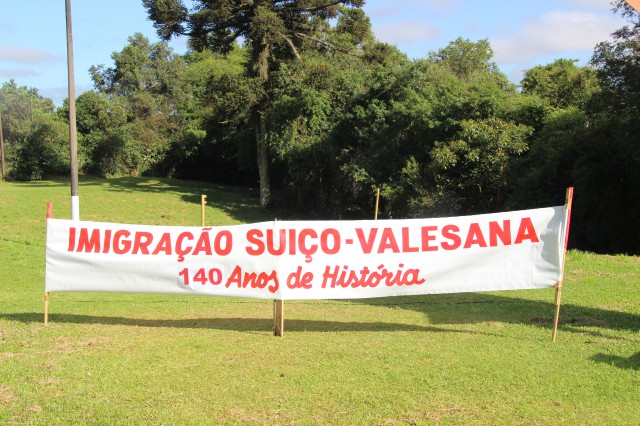 IMIGRAÇÃO SUIÇO-VALESANA
140 Anos de História